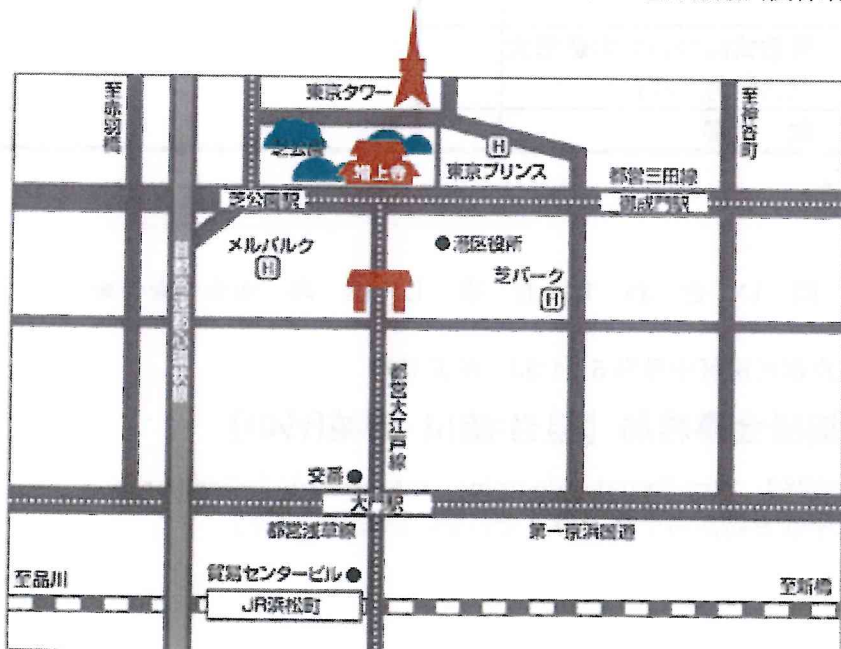 東京タワー
至赤羽橋
至神谷町
芝公園
増上寺
東京プリンス
H
都営三田線
芝公園駅
御成門駅
メルパルク
H
港区役所
芝パーク
H
都営大江戸線
大門駅
都営浅草線
第一京浜国道
至品川
貿易センタービル
至新橋
JR浜松町